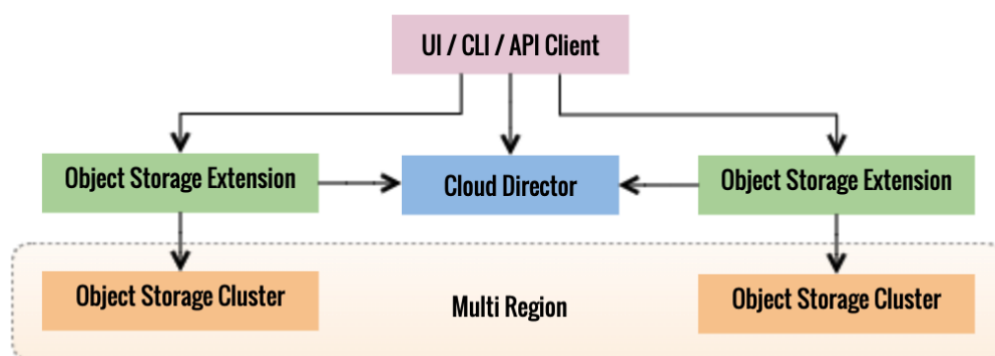 UI / CLI / API Client
Object Storage Extension
Cloud Director
Object Storage Extension
Object Storage Cluster
Multi Region
Object Storage Cluster